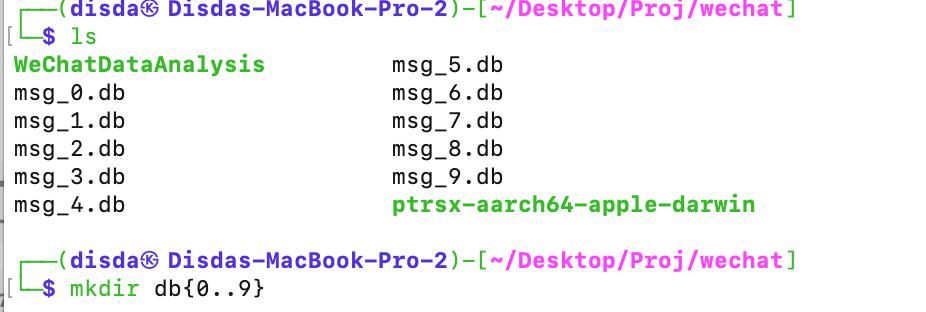 ┌──(disda㉿ Disdas-MacBook-Pro-2)-[~/Desktop/Proj/wechat]
└─$ ls
WeChatDataAnalysis msg_5.db
msg_0.db msg_6.db
msg_1.db msg_7.db
msg_2.db msg_8.db
msg_3.db msg_9.db
msg_4.db ptrsx-aarch64-apple-darwin
┌──(disda㉿ Disdas-MacBook-Pro-2)-[~/Desktop/Proj/wechat]
└─$ mkdir db{0..9}